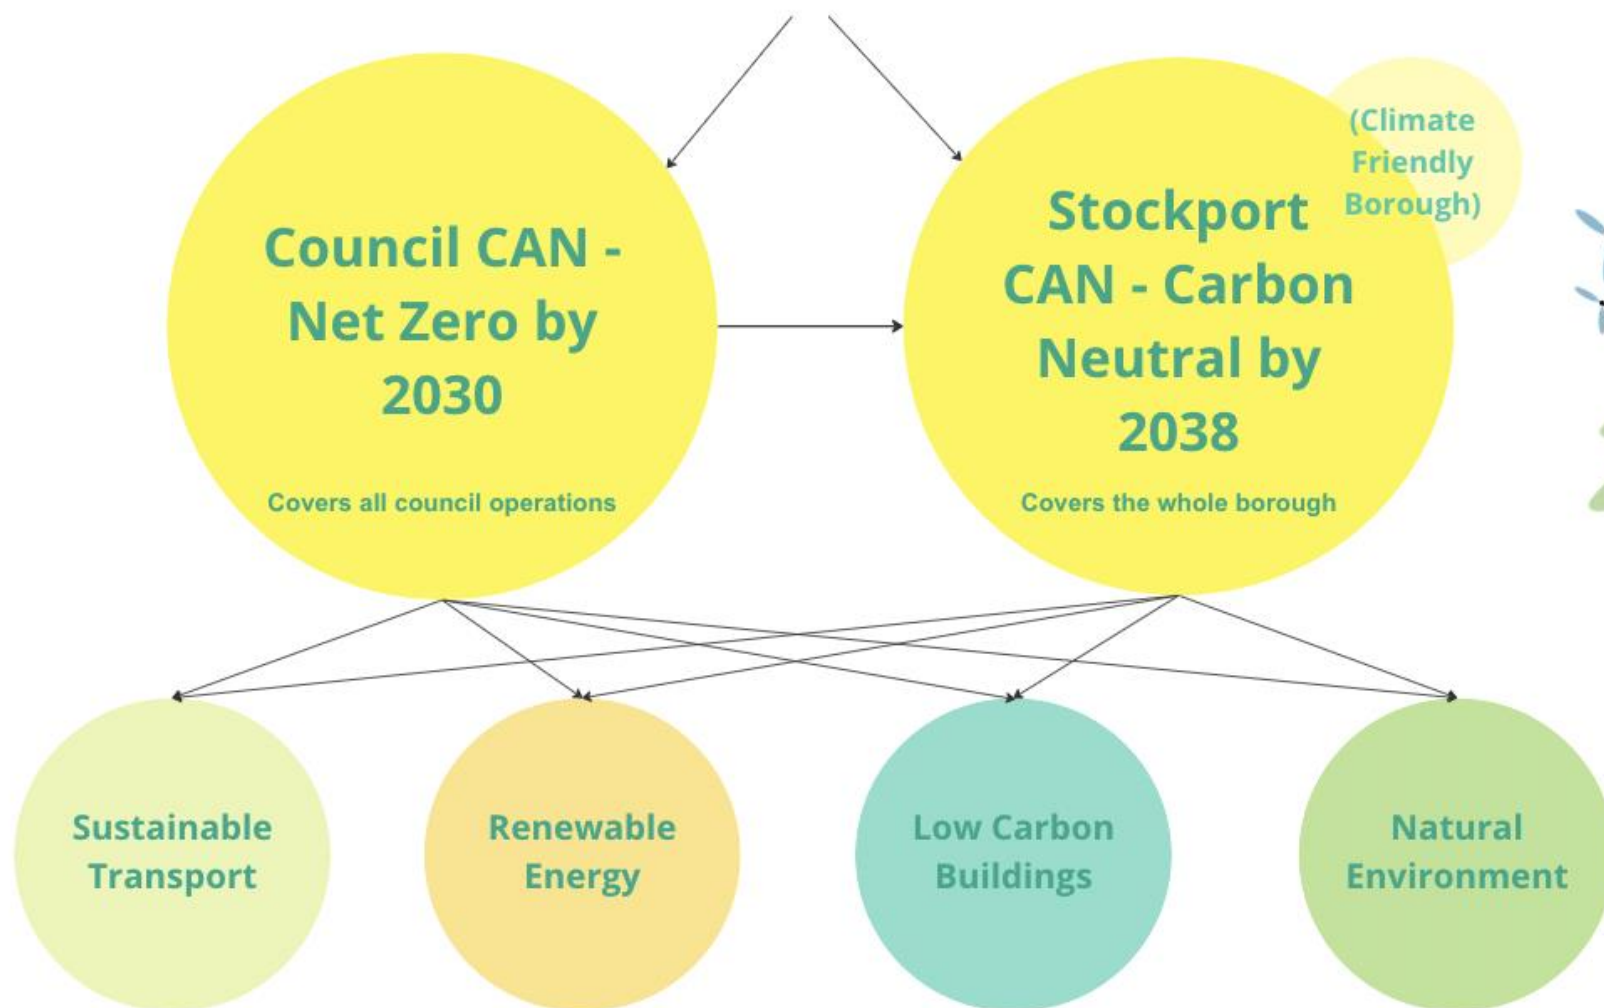 Council CAN -
Net Zero by
2030
Covers all council operations
Stockport
CAN - Carbon
Neutral by
2038
Covers the whole borough
(Climate
Friendly
Borough)
Sustainable
Transport
Renewable
Energy
Low Carbon
Buildings
Natural
Environment